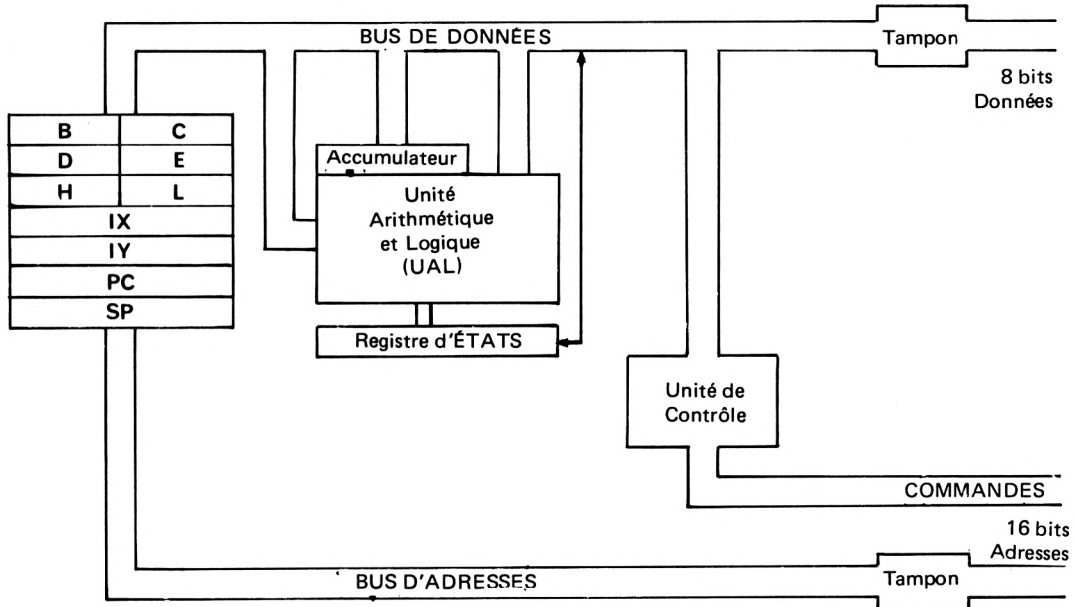 BUS DE DONNÉES
Tampon
8 bits
Données
B C
D E
H L
IX
IY
PC
SP
Accumulateur
Unité
Arithmétique
et Logique
(UAL)
Registre d'ÉTATS
Unité de
Contrôle
COMMANDES
16 bits
Adresses
BUS D'ADRESSES
Tampon